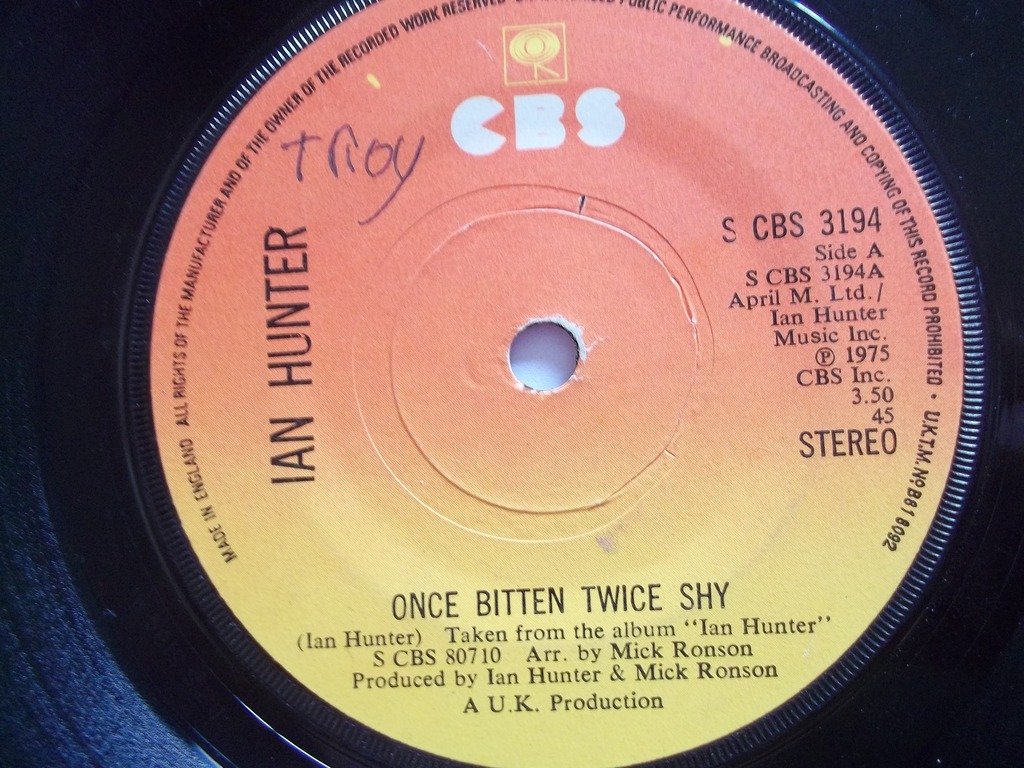 MADE IN ENGLAND ALL RIGHTS OF THE MANUFACTURER AND OF THE OWNER OF THE RECORDED WORK RESERVED
PUBLIC PERFORMANCE BROADCASTING AND COPYING OF THIS RECORD PROHIBITED • U.K.T.M. Nº B618092
CBS
troy
IAN HUNTER
S CBS 3194
Side A
S CBS 3194A
April M. Ltd./
Ian Hunter
Music Inc.
℗ 1975
CBS Inc.
3.50
45
STEREO
ONCE BITTEN TWICE SHY
(Ian Hunter) Taken from the album "Ian Hunter"
S CBS 80710 Arr. by Mick Ronson
Produced by Ian Hunter & Mick Ronson
A U.K. Production